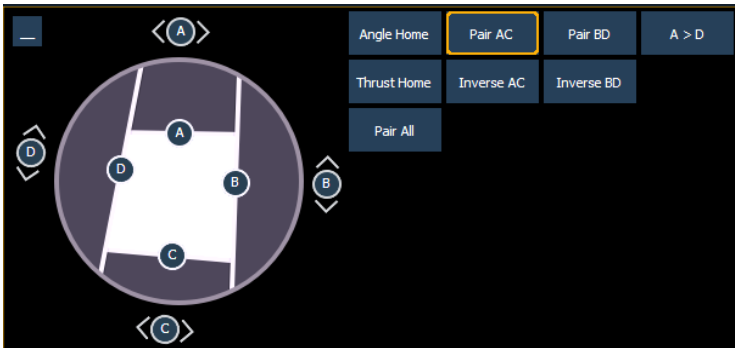 _
A
Angle Home
Pair AC
Pair BD
A > D
Thrust Home
Inverse AC
Inverse BD
Pair All
A
D
D
B
B
C
C